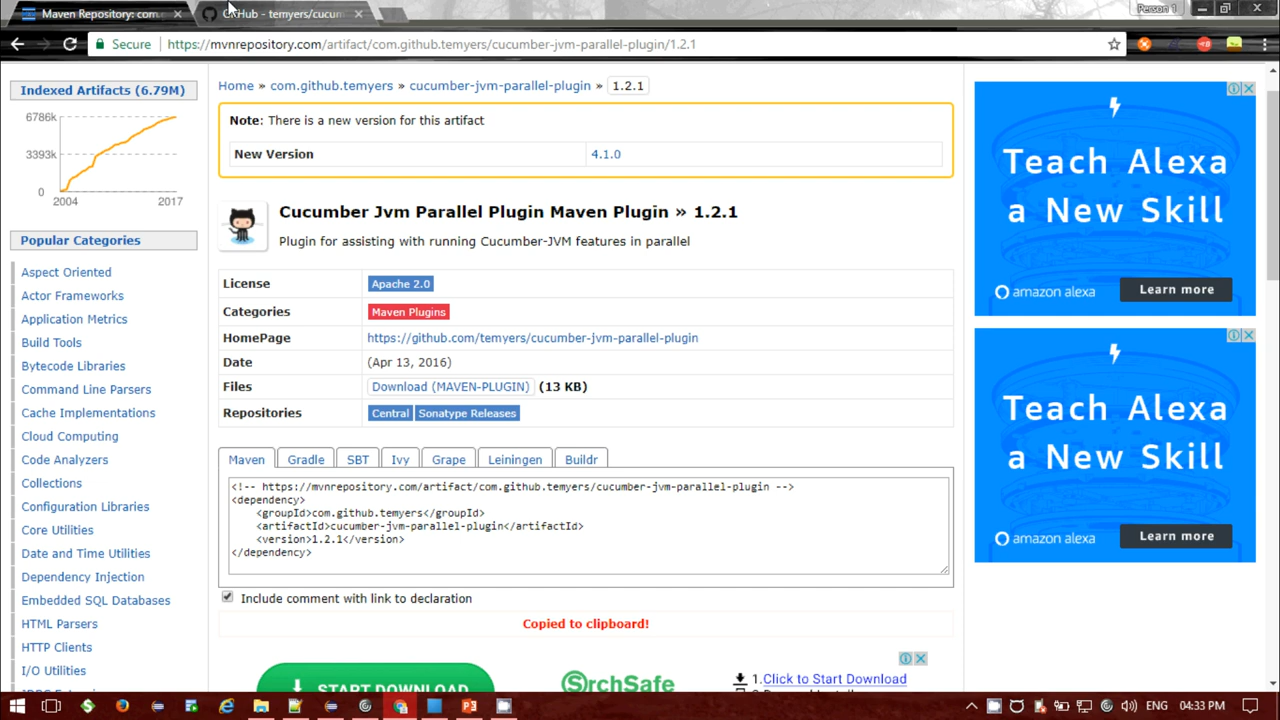 Maven Repository: com.
GitHub - temyers/cucum
Person 1
Secure
https://mvnrepository.com/artifact/com.github.temyers/cucumber-jvm-parallel-plugin/1.2.1
Indexed Artifacts (6.79M)
6786k
3393k
0
2004
2017
Popular Categories
Aspect Oriented
Actor Frameworks
Application Metrics
Build Tools
Bytecode Libraries
Command Line Parsers
Cache Implementations
Cloud Computing
Code Analyzers
Collections
Configuration Libraries
Core Utilities
Date and Time Utilities
Dependency Injection
Embedded SQL Databases
HTML Parsers
HTTP Clients
I/O Utilities
Home » com.github.temyers » cucumber-jvm-parallel-plugin » 1.2.1
Note: There is a new version for this artifact
New Version 4.1.0
Cucumber Jvm Parallel Plugin Maven Plugin » 1.2.1
Plugin for assisting with running Cucumber-JVM features in parallel
License Apache 2.0
Categories Maven Plugins
HomePage https://github.com/temyers/cucumber-jvm-parallel-plugin
Date (Apr 13, 2016)
Files Download (MAVEN-PLUGIN) (13 KB)
Repositories Central Sonatype Releases
Maven Gradle SBT Ivy Grape Leiningen Buildr
<!-- https://mvnrepository.com/artifact/com.github.temyers/cucumber-jvm-parallel-plugin -->
<dependency>
<groupId>com.github.temyers</groupId>
<artifactId>cucumber-jvm-parallel-plugin</artifactId>
<version>1.2.1</version>
</dependency>
Include comment with link to declaration
Copied to clipboard!
START DOWNLOAD
SrchSafe
1.Click to Start Download
Teach Alexa
a New Skill
amazon alexa
Learn more
Teach Alexa
a New Skill
amazon alexa
Learn more
04:33 PM